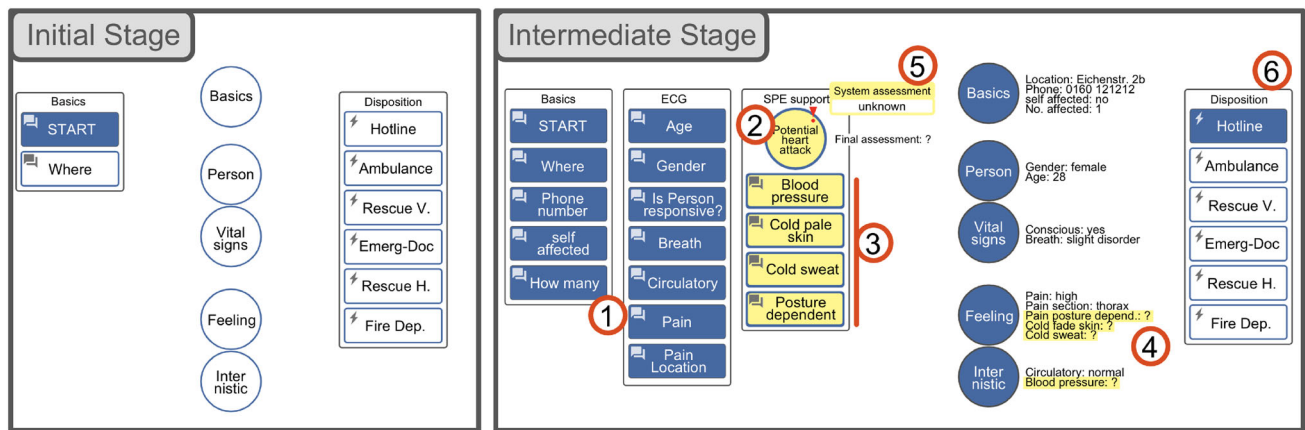 Initial Stage
Basics
START
Where
Basics
Person
Vital
signs
Feeling
Inter
nistic
Disposition
Hotline
Ambulance
Rescue V.
Emerg-Doc
Rescue H.
Fire Dep.
Intermediate Stage
Basics
START
Where
Phone
number
self
affected
How many
1
ECG
Age
Gender
Is Person
responsive?
Breath
Circulatory
Pain
Pain
Location
SPE support
2
Potential
heart
attack
5
System assessment
unknown
Final assessment: ?
Blood
pressure
Cold pale
skin
Cold sweat
Posture
dependent
3
Basics
Location: Eichenstr. 2b
Phone: 0160 121212
self affected: no
No. affected: 1
Person
Gender: female
Age: 28
Vital
signs
Conscious: yes
Breath: slight disorder
Feeling
Pain: high
Pain section: thorax
Pain posture depend.: ?
Cold fade skin: ?
Cold sweat: ?
4
Inter
nistic
Circulatory: normal
Blood pressure: ?
6
Disposition
Hotline
Ambulance
Rescue V.
Emerg-Doc
Rescue H.
Fire Dep.